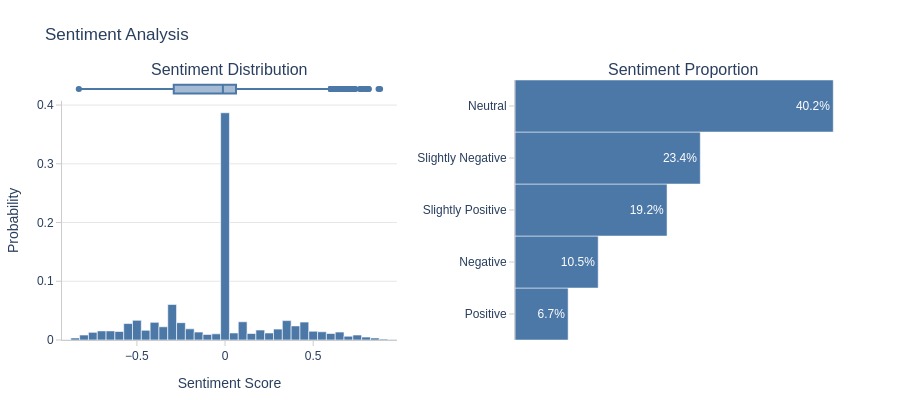 Sentiment Analysis
Sentiment Distribution
0.4
0.3
0.2
0.1
0
Probability
−0.5
0
0.5
Sentiment Score
Sentiment Proportion
Neutral
40.2%
Slightly Negative
23.4%
Slightly Positive
19.2%
Negative
10.5%
Positive
6.7%